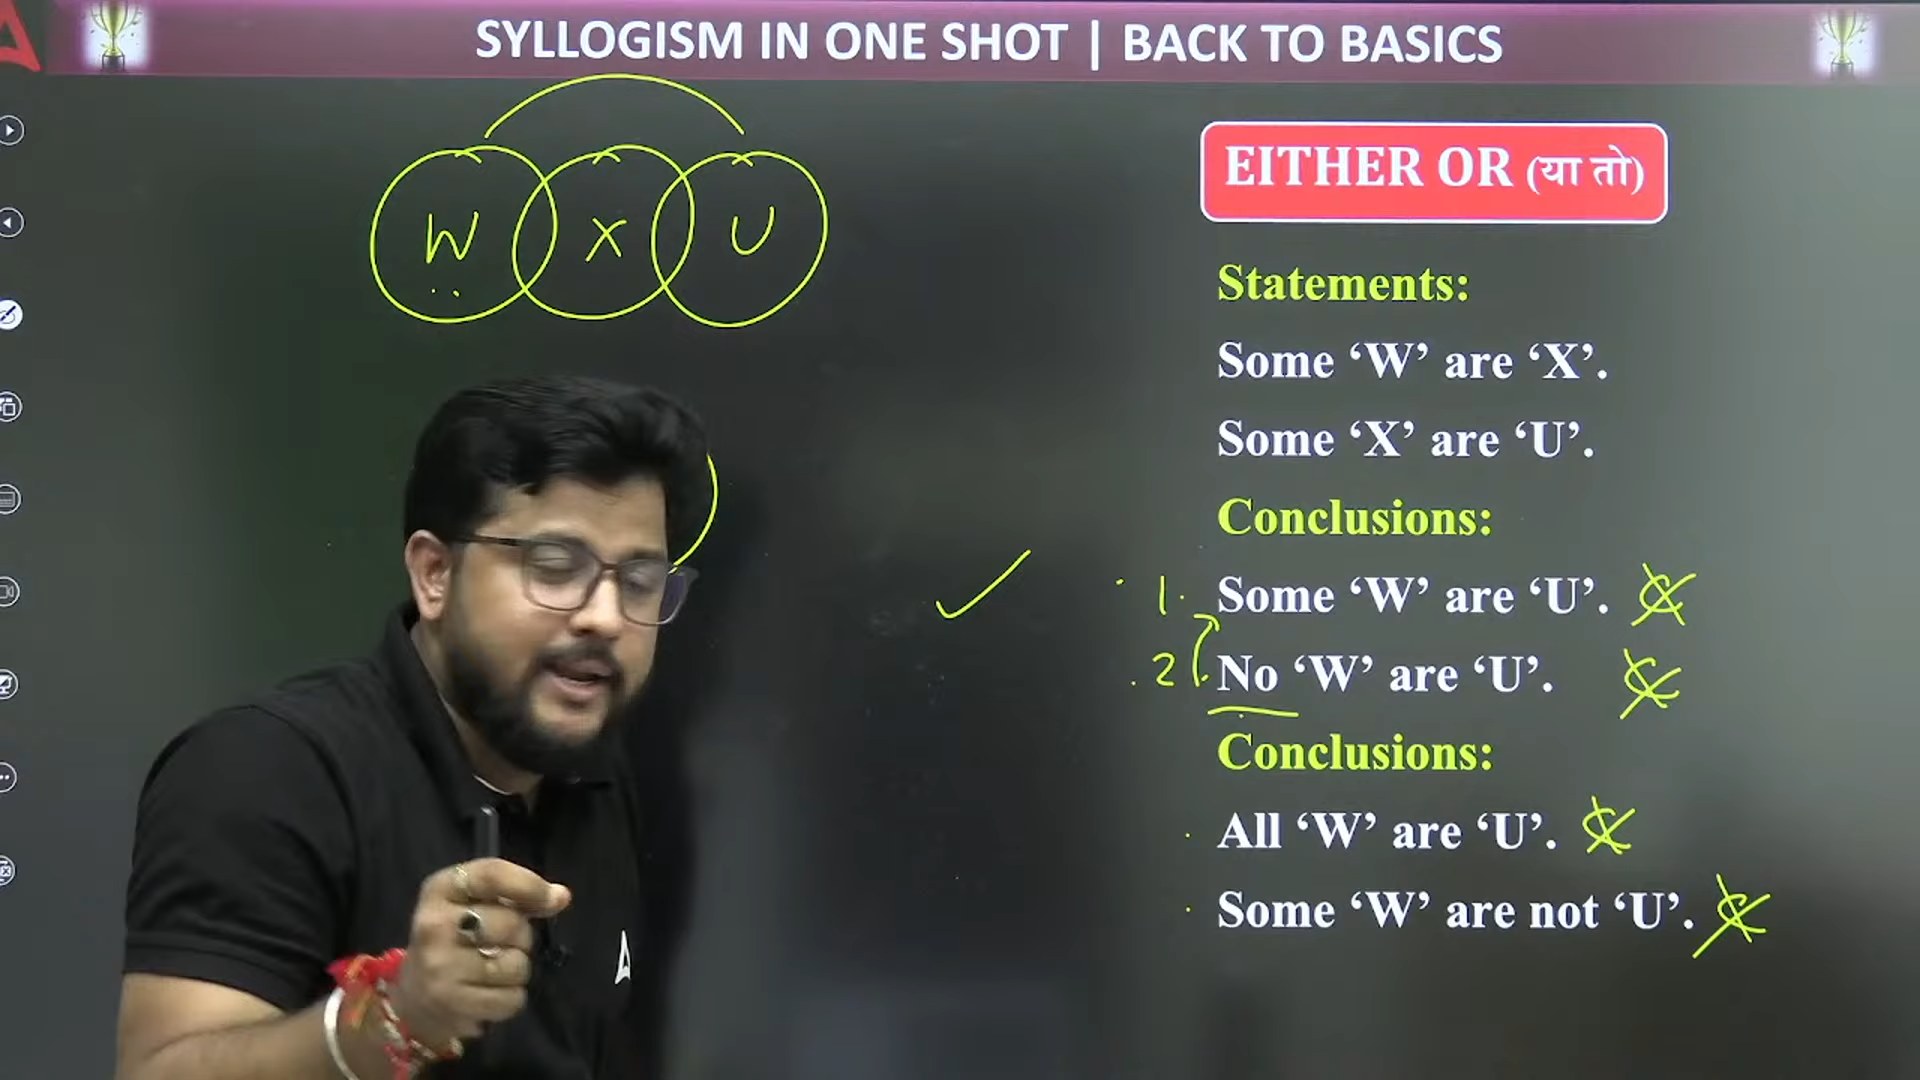 SYLLOGISM IN ONE SHOT | BACK TO BASICS
W X U
EITHER OR (या तो)
Statements:
Some ‘W’ are ‘X’.
Some ‘X’ are ‘U’.
Conclusions:
1. Some ‘W’ are ‘U’.
2. No ‘W’ are ‘U’.
Conclusions:
All ‘W’ are ‘U’.
Some ‘W’ are not ‘U’.